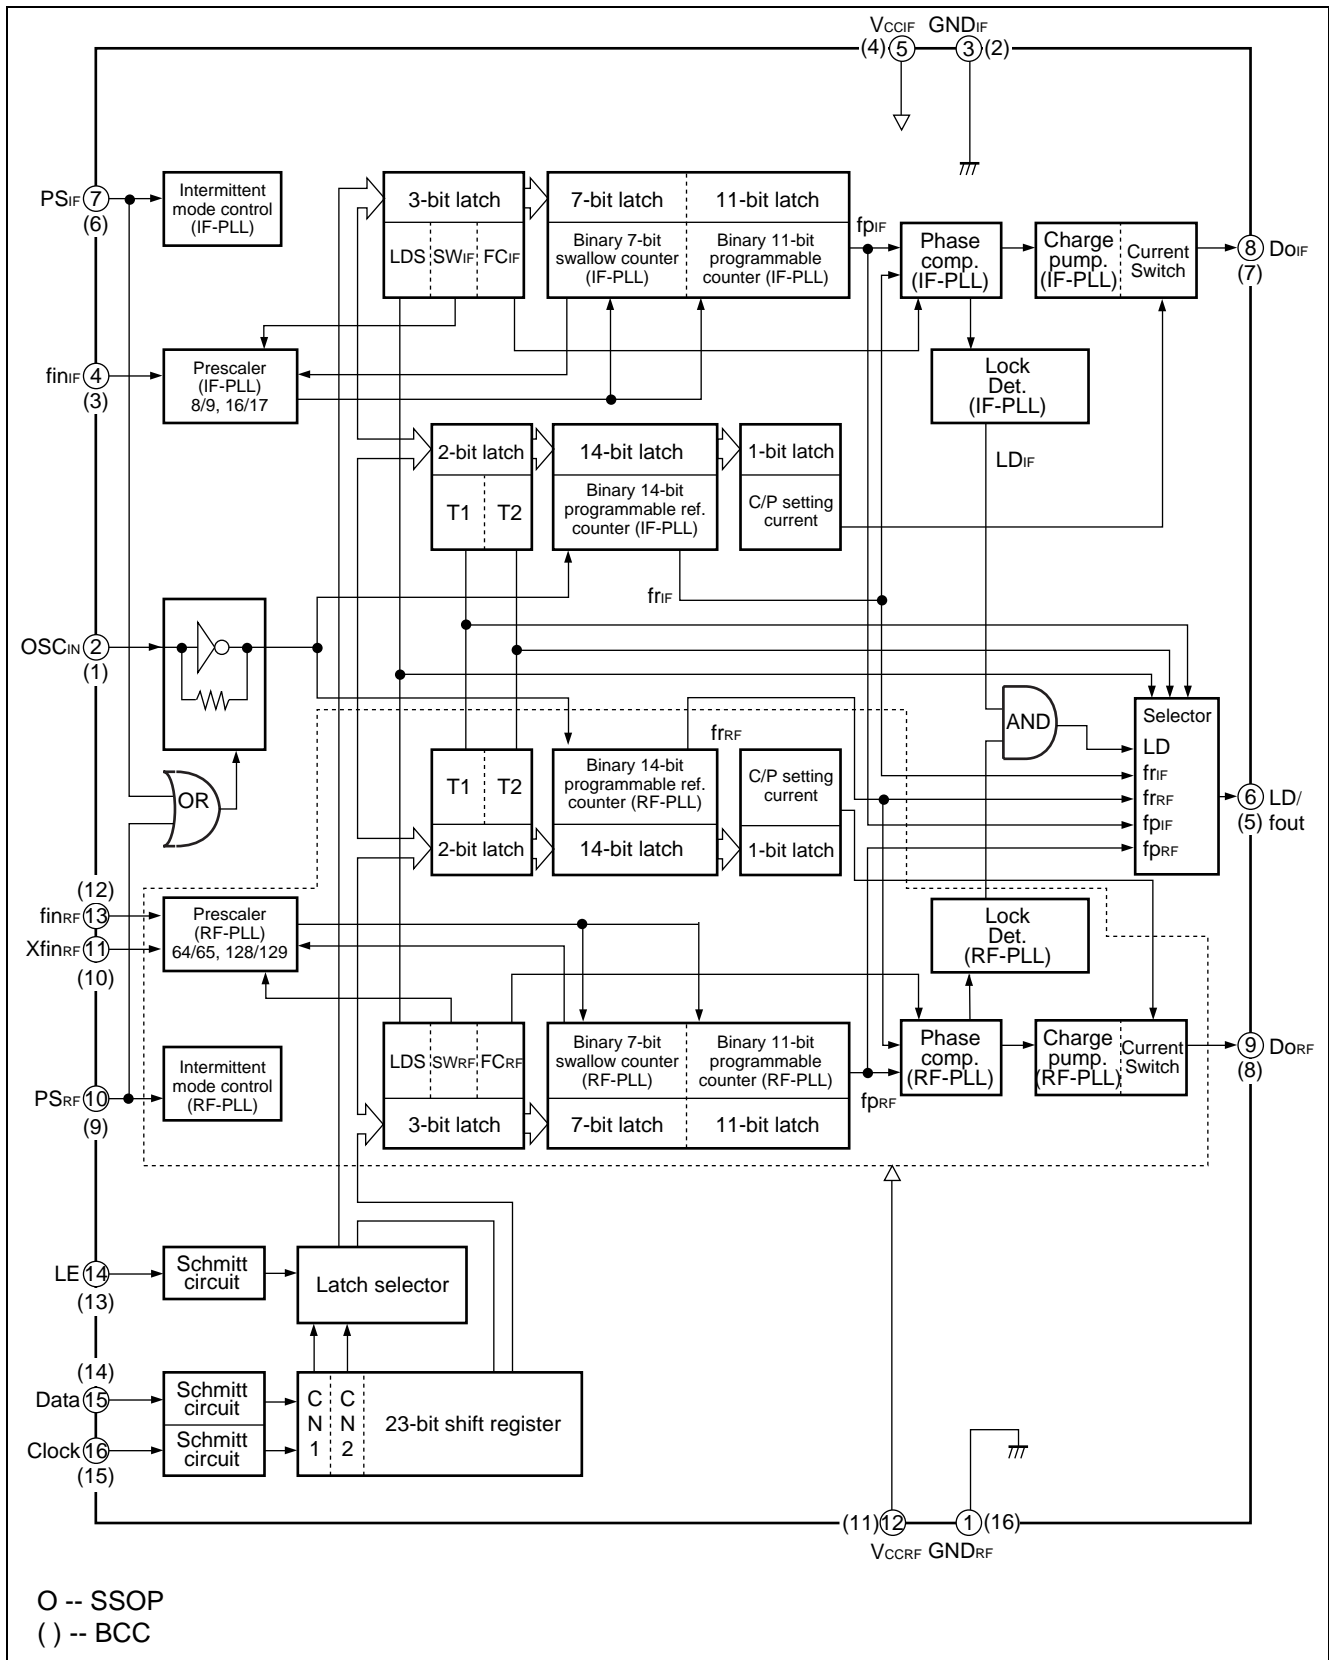 VCCIF GNDIF
(4) 5 3 (2)
PSIF 7
(6)
Intermittent
mode control
(IF-PLL)
3-bit latch
LDS SWIF FCIF
7-bit latch 11-bit latch
Binary 7-bit
swallow counter
(IF-PLL)
Binary 11-bit
programmable
counter (IF-PLL)
fpIF
Phase
comp.
(IF-PLL)
Charge
pump.
(IF-PLL)
Current
Switch
8 DoIF
(7)
finIF 4
(3)
Prescaler
(IF-PLL)
8/9, 16/17
Lock
Det.
(IF-PLL)
LDIF
2-bit latch
T1 T2
14-bit latch
Binary 14-bit
programmable ref.
counter (IF-PLL)
1-bit latch
C/P setting
current
frIF
OSCIN 2
(1)
OR
AND
Selector
LD
frIF
frRF
fpIF
fpRF
6 LD/
(5) fout
frRF
T1 T2
2-bit latch
Binary 14-bit
programmable ref.
counter (RF-PLL)
14-bit latch
C/P setting
current
1-bit latch
(12)
finRF 13
XfinRF 11
(10)
Prescaler
(RF-PLL)
64/65, 128/129
Lock
Det.
(RF-PLL)
LDS SWRF FCRF
3-bit latch
Binary 7-bit
swallow counter
(RF-PLL)
Binary 11-bit
programmable
counter (RF-PLL)
7-bit latch 11-bit latch
fpRF
Phase
comp.
(RF-PLL)
Charge
pump.
(RF-PLL)
Current
Switch
9 DoRF
(8)
Intermittent
mode control
(RF-PLL)
PSRF 10
(9)
LE 14
(13)
Schmitt
circuit
Latch selector
(14)
Data 15
Schmitt
circuit
Clock 16
(15)
Schmitt
circuit
C
N
1
C
N
2
23-bit shift register
(11) 12 1 (16)
VCCRF GNDRF
O -- SSOP
( ) -- BCC